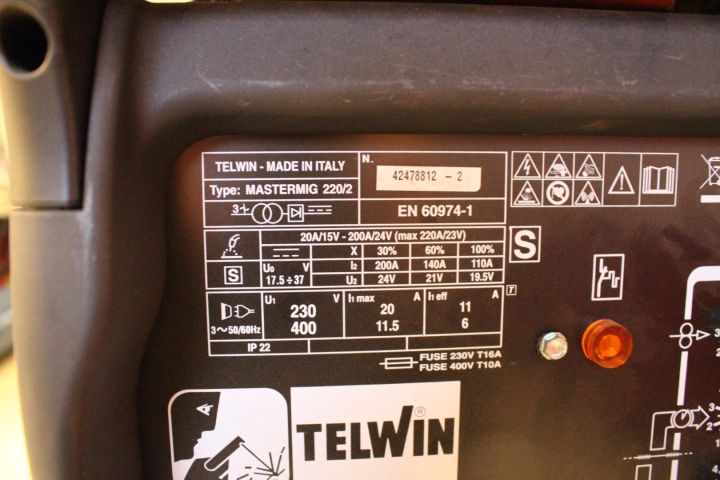 TELWIN - MADE IN ITALY
N.
42478812 - 2
Type: MASTERMIG 220/2
3~
EN 60974-1
20A/15V - 200A/24V (max 220A/23V)
X 30% 60% 100%
S
U0 V
17.5÷37
I2 200A 140A 110A
U2 24V 21V 19.5V
S
U1 V
I1 max A
I1 eff A
T
230 20 11
3~50/60Hz 400 11.5 6
IP 22
FUSE 230V T16A
FUSE 400V T10A
TELWIN®